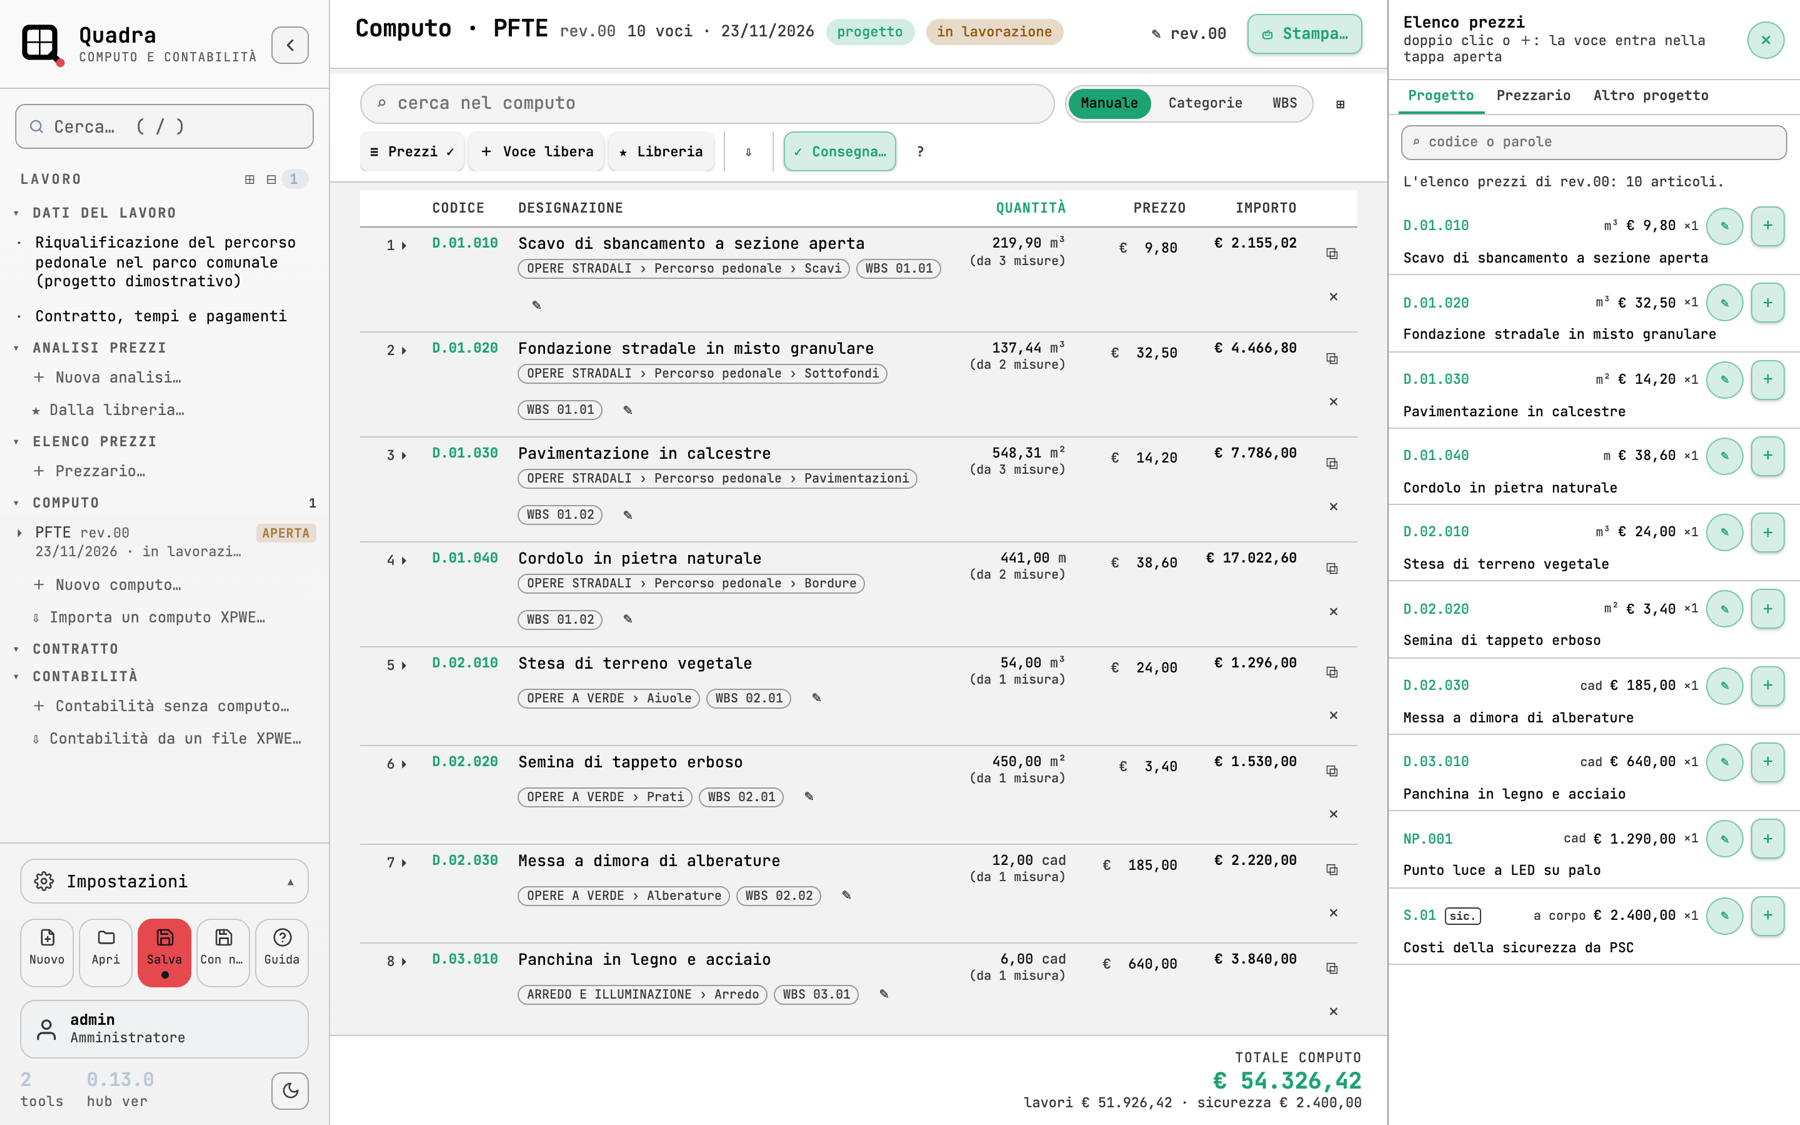 Quadra
COMPUTO E CONTABILITÀ
Cerca… ( / )
LAVORO 1
DATI DEL LAVORO
Riqualificazione del percorso
pedonale nel parco comunale
(progetto dimostrativo)
Contratto, tempi e pagamenti
ANALISI PREZZI
+ Nuova analisi…
★ Dalla libreria…
ELENCO PREZZI
+ Prezzario…
COMPUTO 1
PFTE rev.00 APERTA
23/11/2026 · in lavorazi…
+ Nuovo computo…
⇩ Importa un computo XPWE…
CONTRATTO
CONTABILITÀ
+ Contabilità senza computo…
⇩ Contabilità da un file XPWE…
Impostazioni
Nuovo Apri Salva Con n… Guida
admin
Amministratore
2 0.13.0
tools hub ver
Computo · PFTE rev.00 10 voci · 23/11/2026 progetto in lavorazione ✎ rev.00 Stampa…
cerca nel computo Manuale Categorie WBS
≡ Prezzi ✓ + Voce libera ★ Libreria ⇩ ✓ Consegna… ?
CODICE DESIGNAZIONE QUANTITÀ PREZZO IMPORTO
1 D.01.010 Scavo di sbancamento a sezione aperta 219,90 m³ € 9,80 € 2.155,02
OPERE STRADALI › Percorso pedonale › Scavi WBS 01.01 (da 3 misure)
2 D.01.020 Fondazione stradale in misto granulare 137,44 m³ € 32,50 € 4.466,80
OPERE STRADALI › Percorso pedonale › Sottofondi (da 2 misure)
WBS 01.01
3 D.01.030 Pavimentazione in calcestre 548,31 m² € 14,20 € 7.786,00
OPERE STRADALI › Percorso pedonale › Pavimentazioni (da 3 misure)
WBS 01.02
4 D.01.040 Cordolo in pietra naturale 441,00 m € 38,60 € 17.022,60
OPERE STRADALI › Percorso pedonale › Bordure (da 2 misure)
WBS 01.02
5 D.02.010 Stesa di terreno vegetale 54,00 m³ € 24,00 € 1.296,00
(da 1 misura)
OPERE A VERDE › Aiuole WBS 02.01
6 D.02.020 Semina di tappeto erboso 450,00 m² € 3,40 € 1.530,00
(da 1 misura)
OPERE A VERDE › Prati WBS 02.01
7 D.02.030 Messa a dimora di alberature 12,00 cad € 185,00 € 2.220,00
(da 1 misura)
OPERE A VERDE › Alberature WBS 02.02
8 D.03.010 Panchina in legno e acciaio 6,00 cad € 640,00 € 3.840,00
(da 1 misura)
ARREDO E ILLUMINAZIONE › Arredo WBS 03.01
TOTALE COMPUTO
€ 54.326,42
lavori € 51.926,42 · sicurezza € 2.400,00
Elenco prezzi
doppio clic o +: la voce entra nella
tappa aperta
Progetto Prezzario Altro progetto
codice o parole
L'elenco prezzi di rev.00: 10 articoli.
D.01.010 m³ € 9,80 ×1
Scavo di sbancamento a sezione aperta
D.01.020 m³ € 32,50 ×1
Fondazione stradale in misto granulare
D.01.030 m² € 14,20 ×1
Pavimentazione in calcestre
D.01.040 m € 38,60 ×1
Cordolo in pietra naturale
D.02.010 m³ € 24,00 ×1
Stesa di terreno vegetale
D.02.020 m² € 3,40 ×1
Semina di tappeto erboso
D.02.030 cad € 185,00 ×1
Messa a dimora di alberature
D.03.010 cad € 640,00 ×1
Panchina in legno e acciaio
NP.001 cad € 1.290,00 ×1
Punto luce a LED su palo
S.01 sic. a corpo € 2.400,00 ×1
Costi della sicurezza da PSC